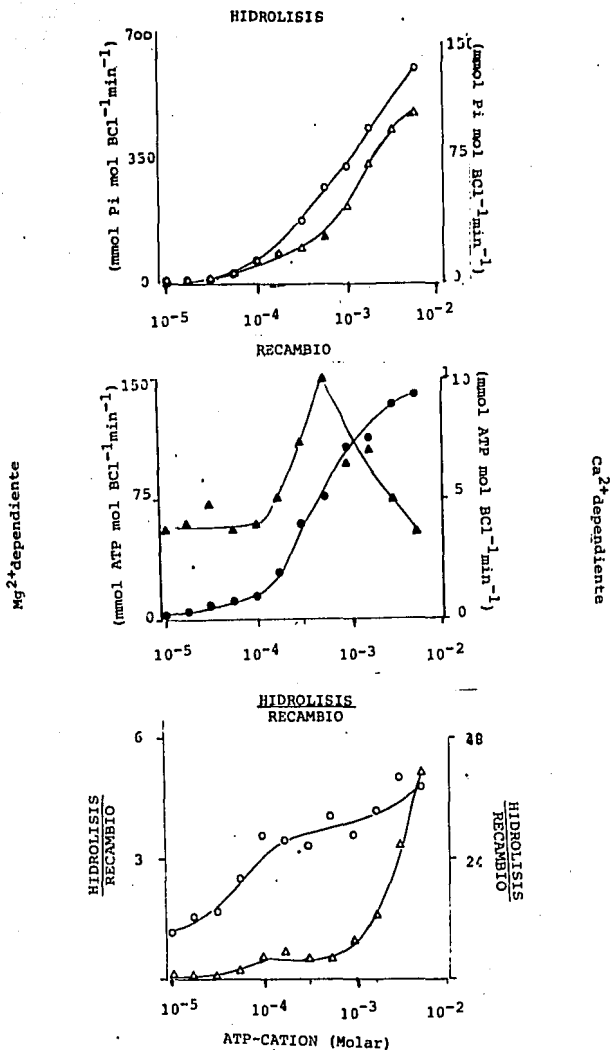 HIDROLISIS
700
350
0
(mmol Pi mol BCl⁻¹min⁻¹)
75
0
(mmol Pi mol BCl⁻¹min⁻¹)
10⁻⁵ 10⁻⁴ 10⁻³ 10⁻²
RECAMBIO
150
75
0
(mmol ATP mol BCl⁻¹min⁻¹)
10
5
0
(mmol ATP mol BCl⁻¹min⁻¹)
10⁻⁵ 10⁻⁴ 10⁻³ 10⁻²
Mg²⁺dependiente
Ca²⁺dependiente
HIDROLISIS
RECAMBIO
6
3
HIDROLISIS
RECAMBIO
48
24
HIDROLISIS
RECAMBIO
10⁻⁵ 10⁻⁴ 10⁻³ 10⁻²
ATP-CATION (Molar)